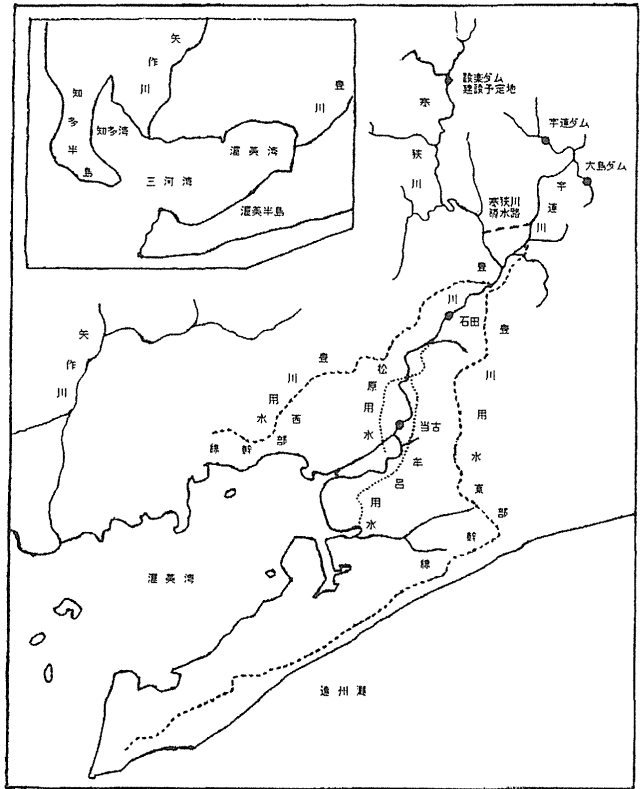 矢作川
豊川
知多半島
知多湾
渥美湾
三河湾
渥美半島
設楽ダム
建設予定地
寒狭川
宇連ダム
大島ダム
宇連川
寒狭川
導水路
豊川
石田
矢作川
豊川用水西部幹線
松原用水
当古
牟呂用水
豊川用水東部幹線
渥美湾
遠州灘